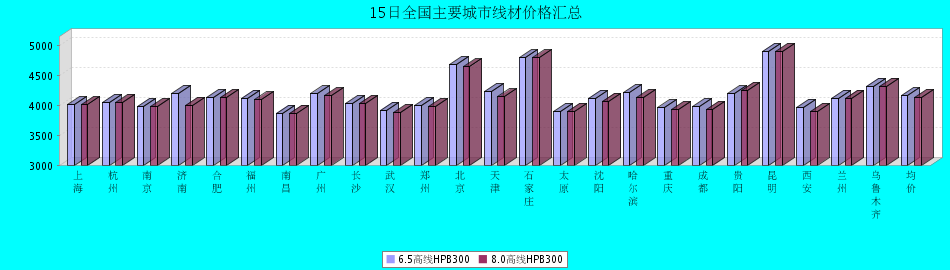 15日全国主要城市线材价格汇总
5000
4500
4000
3500
3000
上海
杭州
南京
济南
合肥
福州
南昌
广州
长沙
武汉
郑州
北京
天津
石家庄
太原
沈阳
哈尔滨
重庆
成都
贵阳
昆明
西安
兰州
乌鲁木齐
均价
6.5高线HPB300
8.0高线HPB300